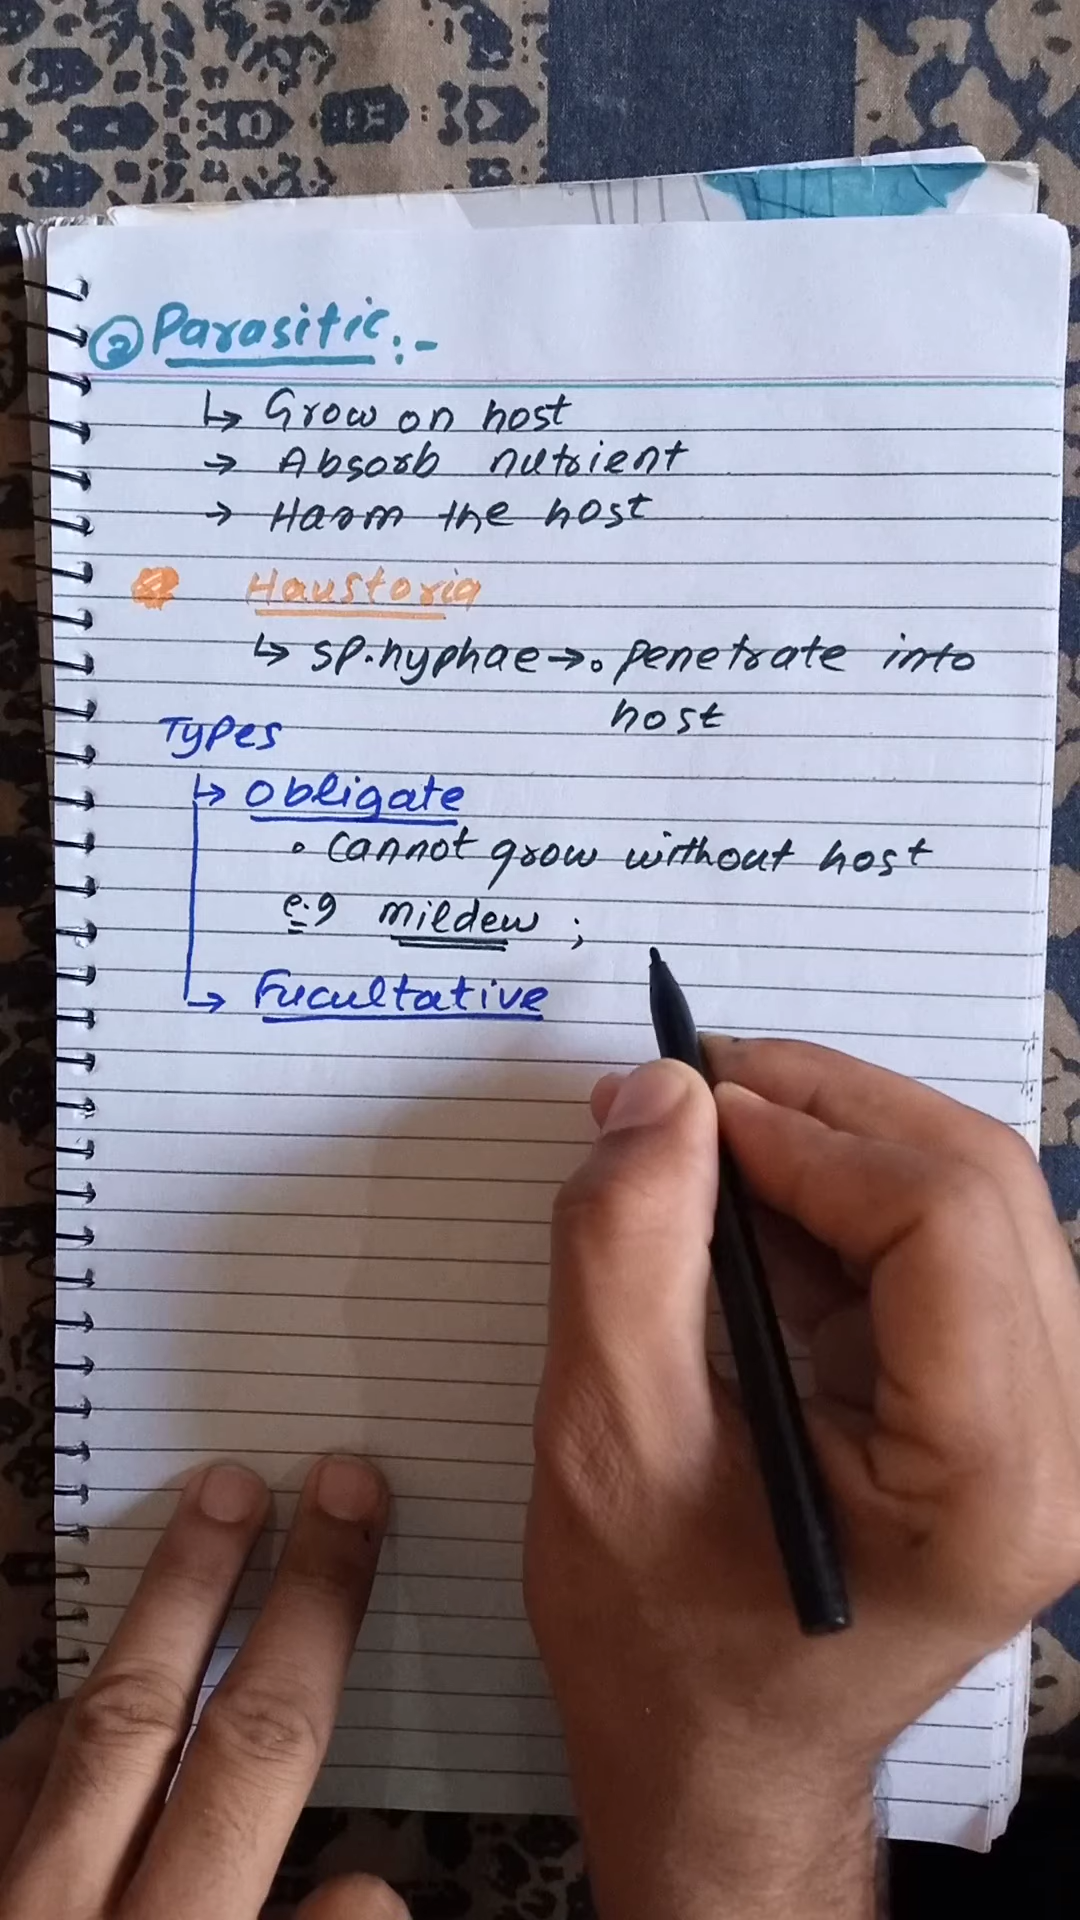 ② Parasitic:-
↳ Grow on host
→ Absorb nutrient
→ Harm the host
Haustoria
↳ sp. hyphae →. penetrate into
host
Types
↳ obligate
• cannot grow without host
e.g mildew ;
→ Fucultative